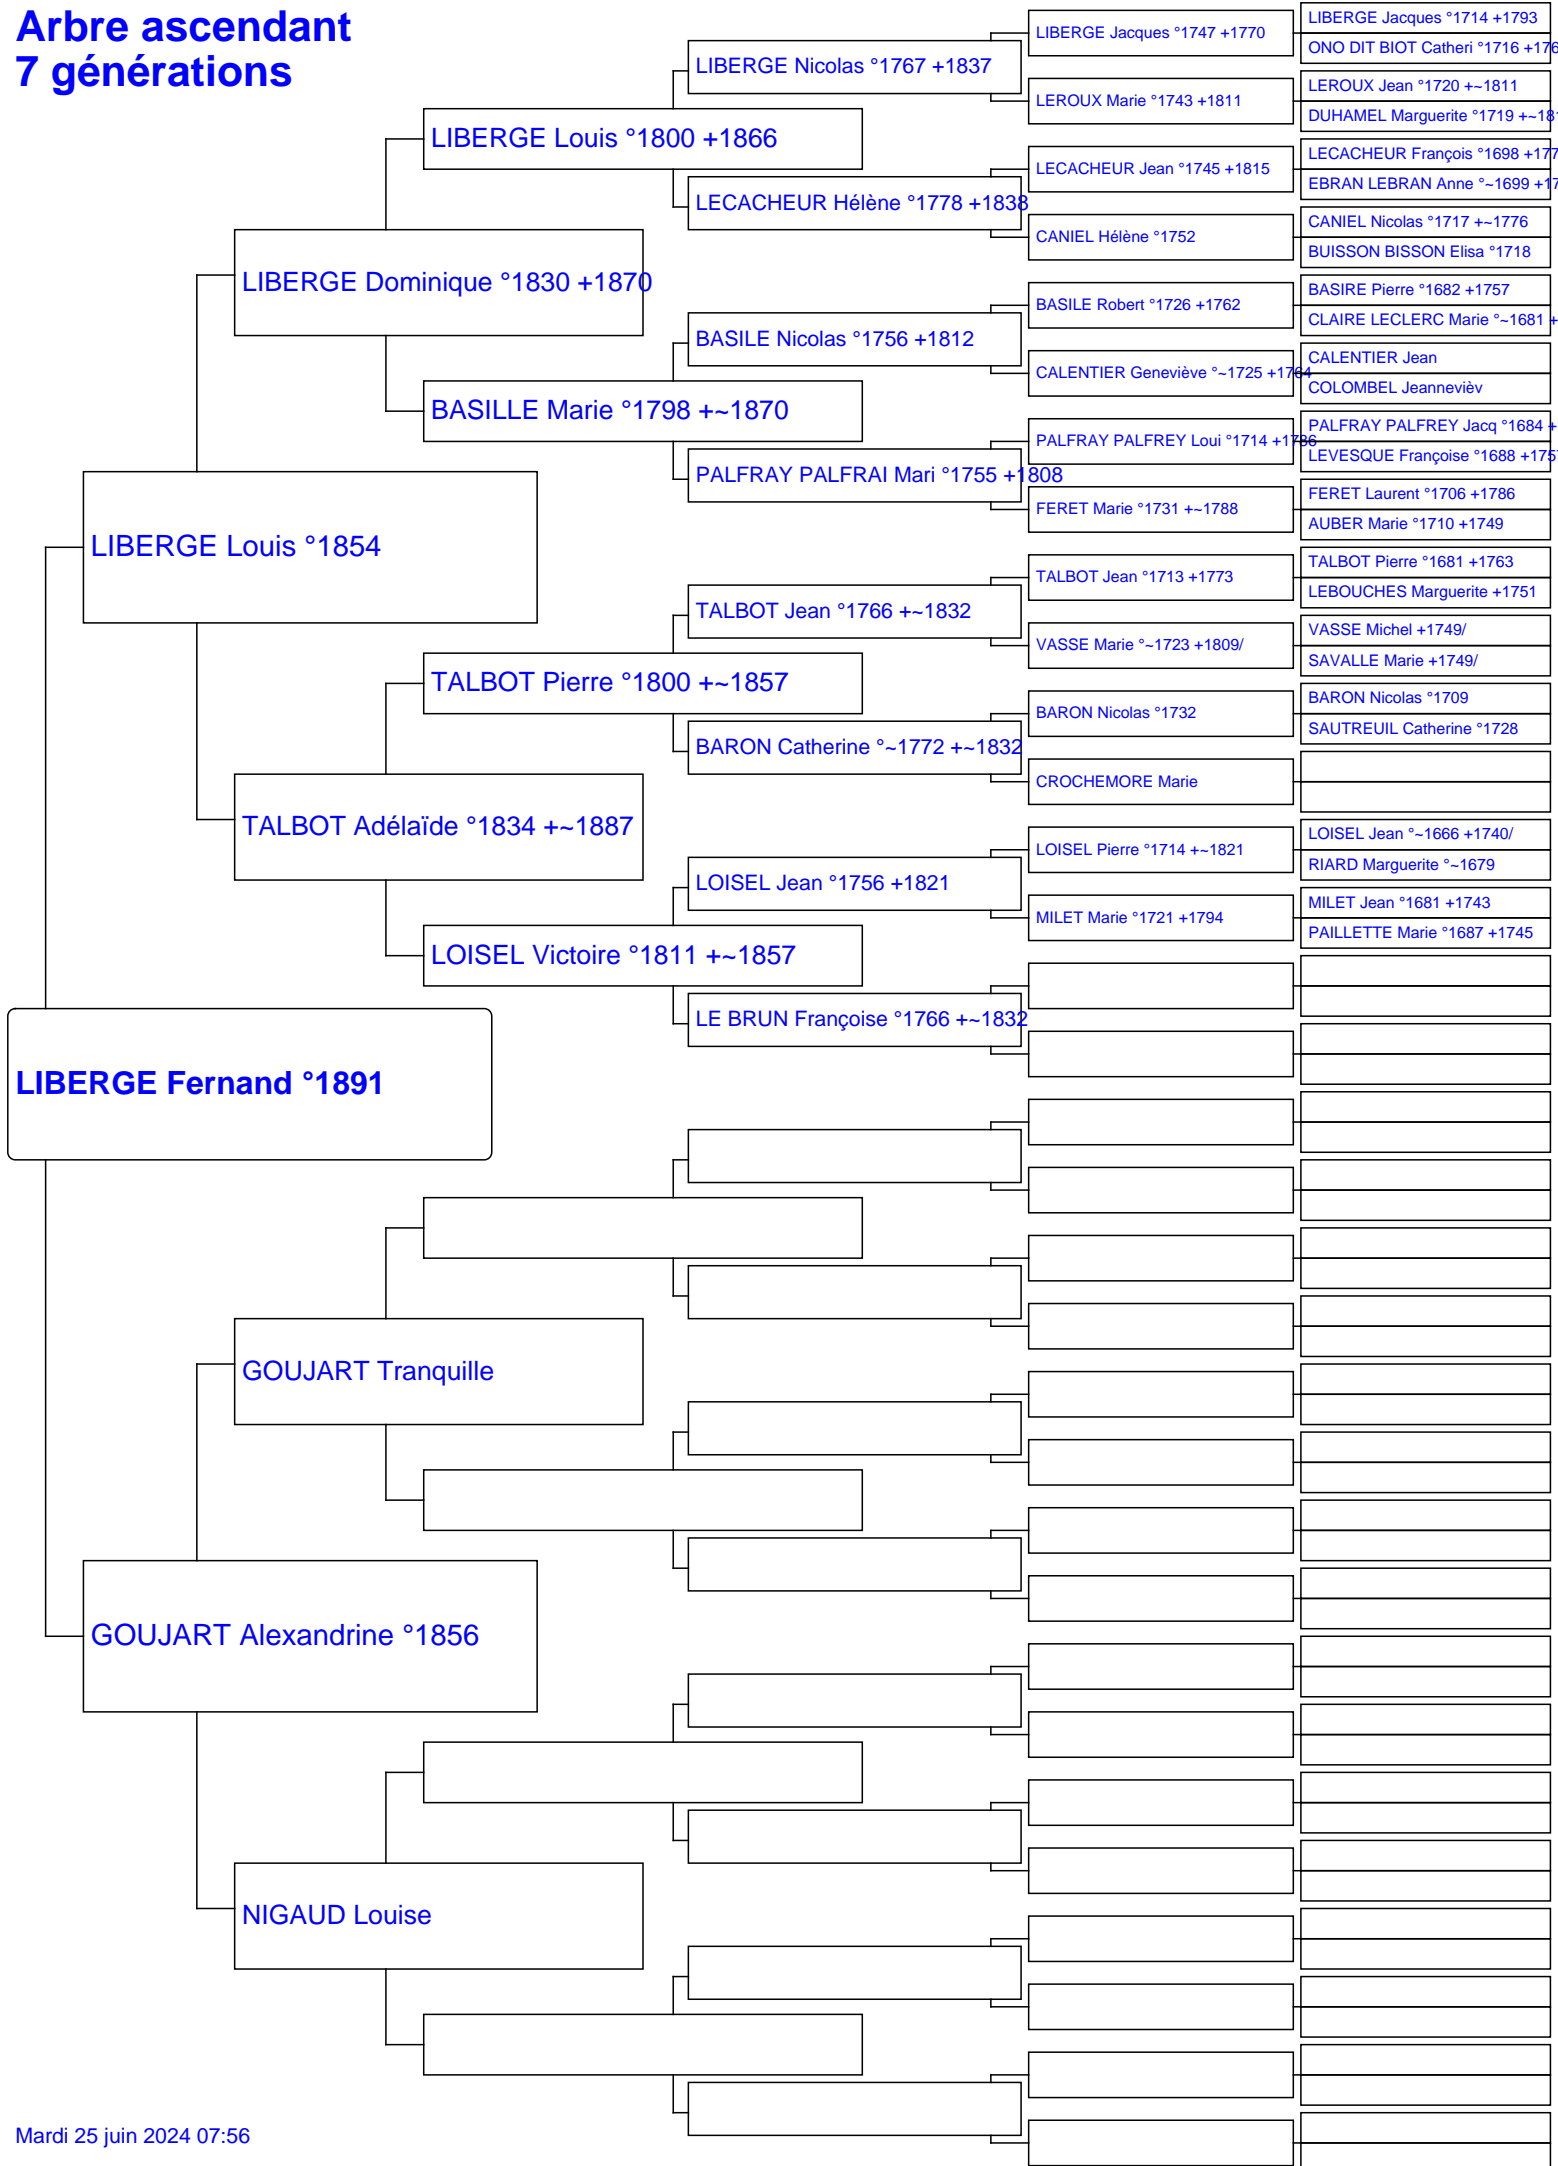 Arbre ascendant
7 générations
LIBERGE Fernand °1891
LIBERGE Louis °1854
GOUJART Alexandrine °1856
LIBERGE Dominique °1830 +1870
TALBOT Adélaïde °1834 +~1887
GOUJART Tranquille
NIGAUD Louise
LIBERGE Louis °1800 +1866
BASILLE Marie °1798 +~1870
TALBOT Pierre °1800 +~1857
LOISEL Victoire °1811 +~1857
LIBERGE Nicolas °1767 +1837
LECACHEUR Hélène °1778 +1838
BASILE Nicolas °1756 +1812
PALFRAY PALFRAI Mari °1755 +1808
TALBOT Jean °1766 +~1832
BARON Catherine °~1772 +~1832
LOISEL Jean °1756 +1821
LE BRUN Françoise °1766 +~1832
LIBERGE Jacques °1747 +1770
LEROUX Marie °1743 +1811
LECACHEUR Jean °1745 +1815
CANIEL Hélène °1752
BASILE Robert °1726 +1762
CALENTIER Geneviève °~1725 +1764
PALFRAY PALFREY Loui °1714 +1786
FERET Marie °1731 +~1788
TALBOT Jean °1713 +1773
VASSE Marie °~1723 +1809/
BARON Nicolas °1732
CROCHEMORE Marie
LOISEL Pierre °1714 +~1821
MILET Marie °1721 +1794
LIBERGE Jacques °1714 +1793
ONO DIT BIOT Catheri °1716 +176
LEROUX Jean °1720 +~1811
DUHAMEL Marguerite °1719 +~181
LECACHEUR François °1698 +177
EBRAN LEBRAN Anne °~1699 +17
CANIEL Nicolas °1717 +~1776
BUISSON BISSON Elisa °1718
BASIRE Pierre °1682 +1757
CLAIRE LECLERC Marie °~1681 +
CALENTIER Jean
COLOMBEL Jeannevièv
PALFRAY PALFREY Jacq °1684 +
LEVESQUE Françoise °1688 +175
FERET Laurent °1706 +1786
AUBER Marie °1710 +1749
TALBOT Pierre °1681 +1763
LEBOUCHES Marguerite +1751
VASSE Michel +1749/
SAVALLE Marie +1749/
BARON Nicolas °1709
SAUTREUIL Catherine °1728
LOISEL Jean °~1666 +1740/
RIARD Marguerite °~1679
MILET Jean °1681 +1743
PAILLETTE Marie °1687 +1745
Mardi 25 juin 2024 07:56